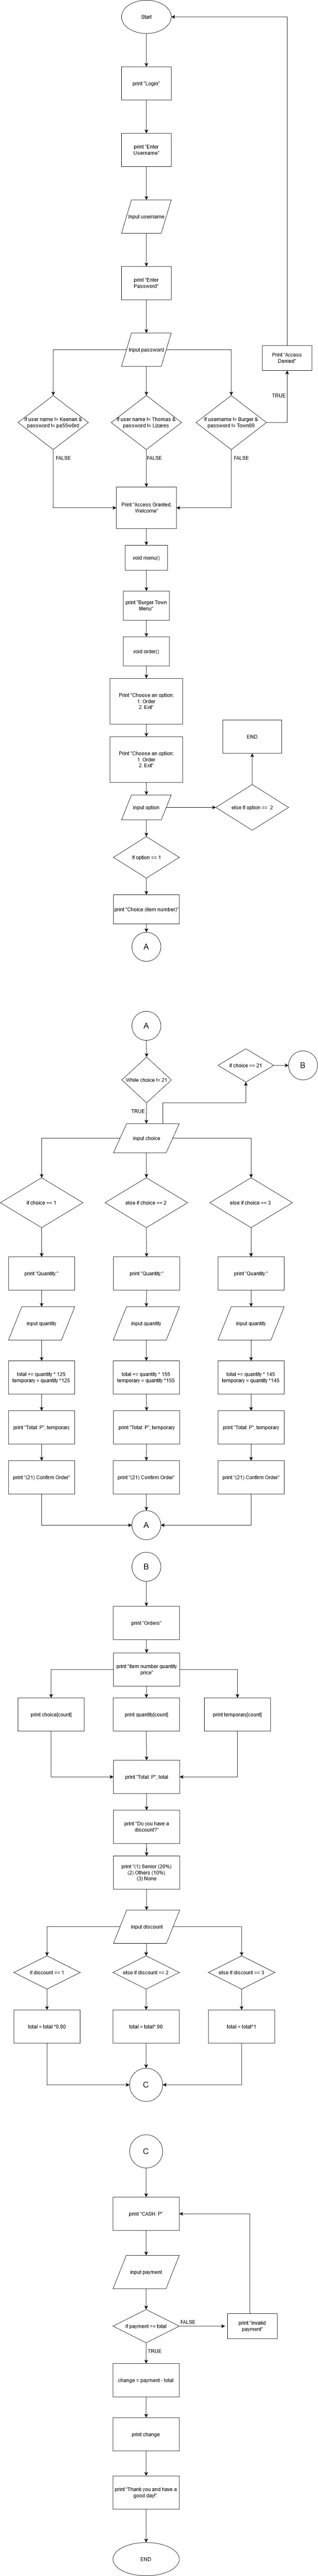 Start
print "Login"
print "Enter
Username"
Input username
print "Enter
Password"
Input password
Print "Access
Denied"
TRUE
If user name != Keenan &
password != pa55w0rd
If user name != Thomas &
password != Lizares
If username != Burger &
password != Town69
FALSE
FALSE
FALSE
Print "Access Granted,
Welcome"
void menu()
print "Burger Town
Menu"
void order()
Print "Choose an option:
1. Order
2. Exit"
END
Print "Choose an option:
1. Order
2. Exit"
input option
else If option == 2
If option == 1
print "Choice (item number)"
A
A
While choice != 21
if choice == 21
B
TRUE
input choice
if choice == 1
else if choice == 2
else if choice == 3
print "Quantity:"
print "Quantity:"
print "Quantity:"
input quantity
input quantity
input quantity
total += quantity * 125
temporary = quantity *125
total += quantity * 155
temporary = quantity *155
total += quantity * 145
temporary = quantity *145
print "Total: P", temporary
print "Total: P", temporary
print "Total: P", temporary
print "(21) Confirm Order"
print "(21) Confirm Order"
print "(21) Confirm Order"
A
B
print "Orders"
print "item number quantity
price"
print choice[count]
print quantity[count]
print temporary[count]
print "Total: P", total
print "Do you have a
discount?"
print "(1) Senior (20%)
(2) Others (10%)
(3) None
input discount
if discount == 1
else if discount == 2
else if discount == 3
total = total *0.80
total = total*.90
total = total*1
C
C
print "CASH: P"
input payment
if payment >= total
FALSE
print "Invalid
payment"
TRUE
change = payment - total
print change
print "Thank you and have a
good day!".
END